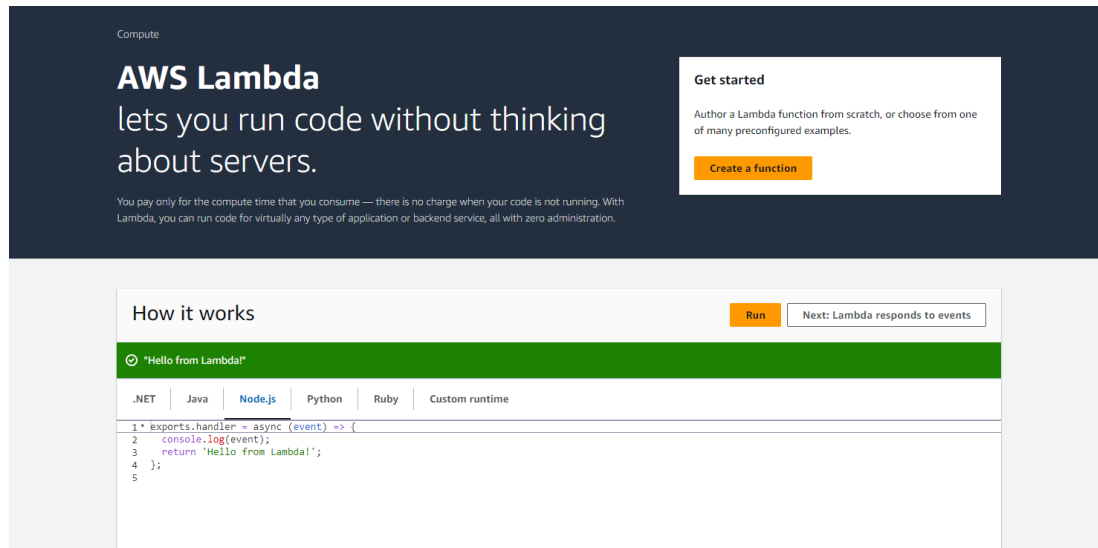 Compute
AWS Lambda
lets you run code without thinking
about servers.
You pay only for the compute time that you consume — there is no charge when your code is not running. With
Lambda, you can run code for virtually any type of application or backend service, all with zero administration.
Get started
Author a Lambda function from scratch, or choose from one
of many preconfigured examples.
Create a function
How it works
Run
Next: Lambda responds to events
"Hello from Lambda!"
.NET
Java
Node.js
Python
Ruby
Custom runtime
1 exports.handler = async (event) => {
2 console.log(event);
3 return 'Hello from Lambda!';
4 };
5